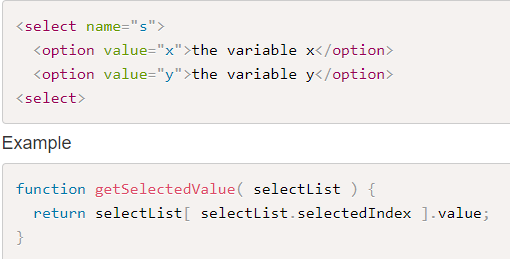 <select name="s">
  <option value="x">the variable x</option>
  <option value="y">the variable y</option>
<select>
Example
function getSelectedValue( selectList ) {
  return selectList[ selectList.selectedIndex ].value;
}